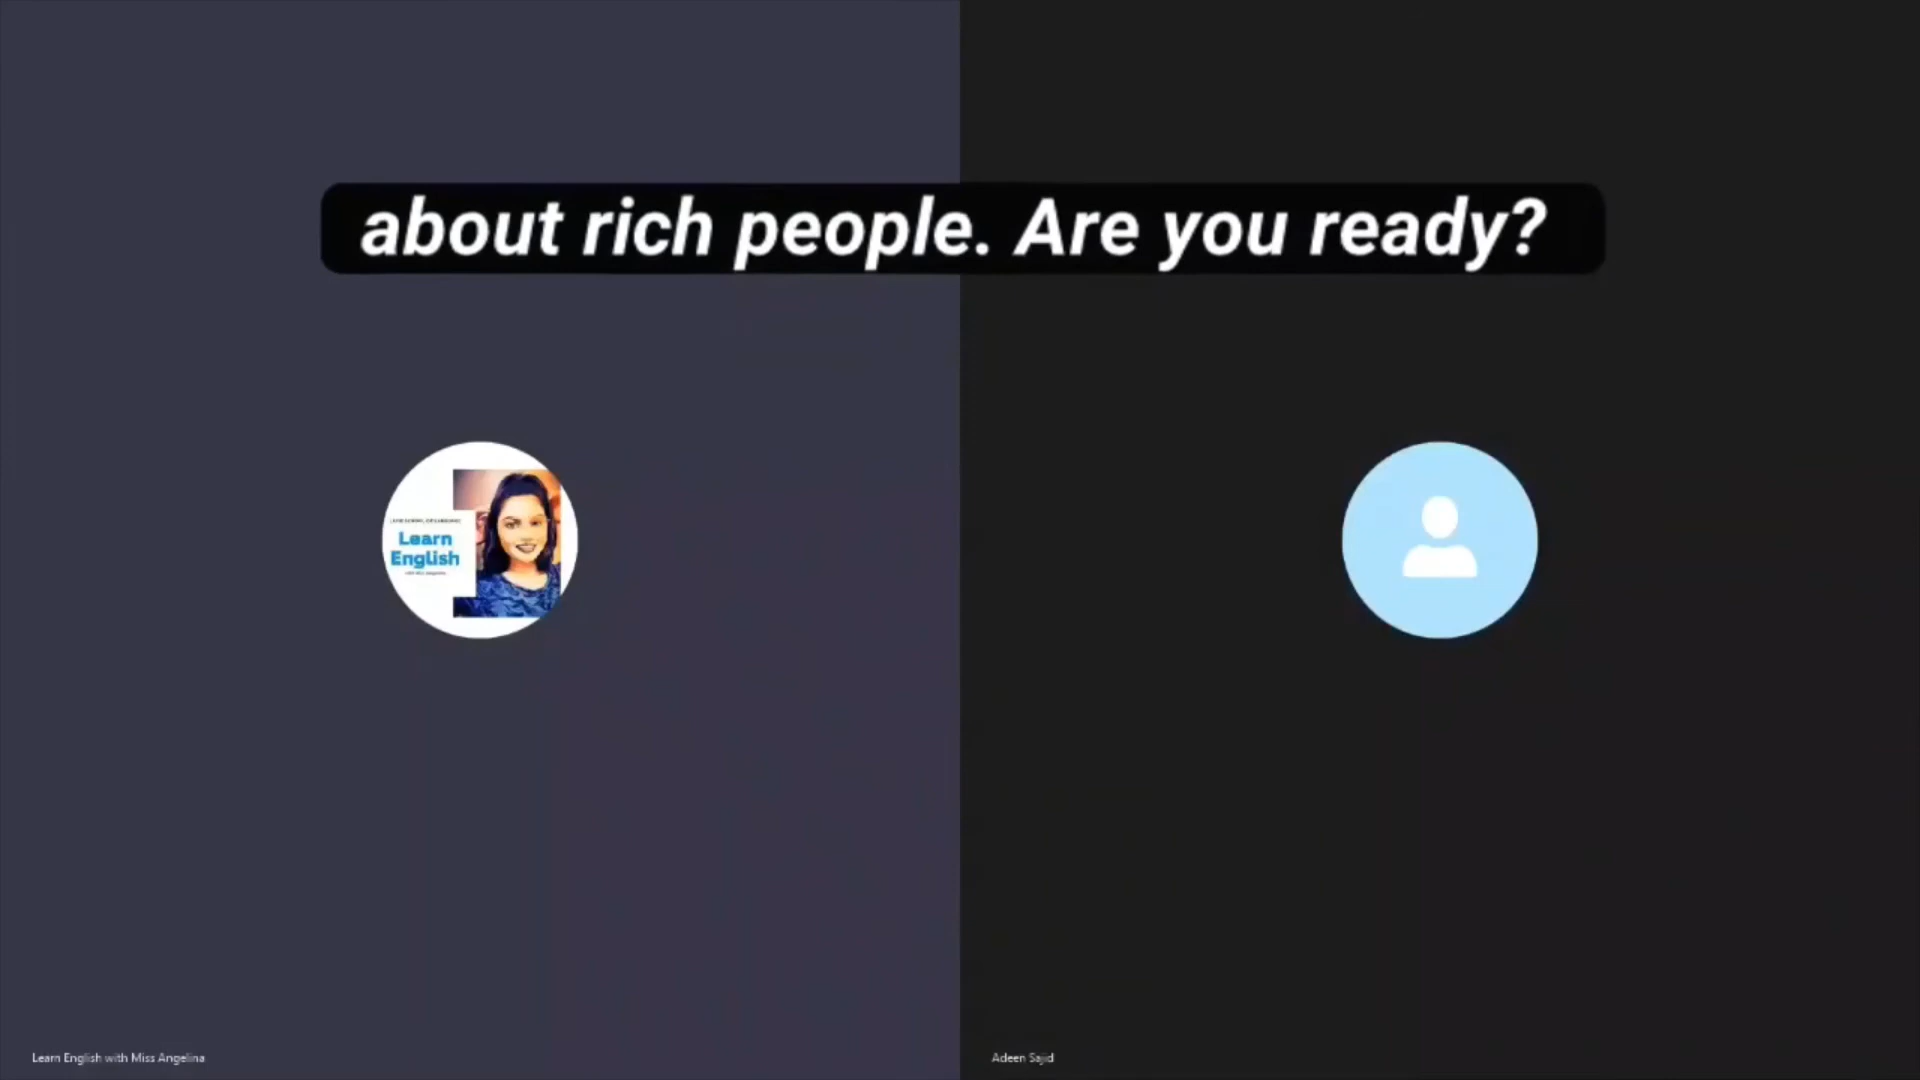 about rich people. Are you ready?
Learn
English
Learn English with Miss Angelina
Adeen Sajid